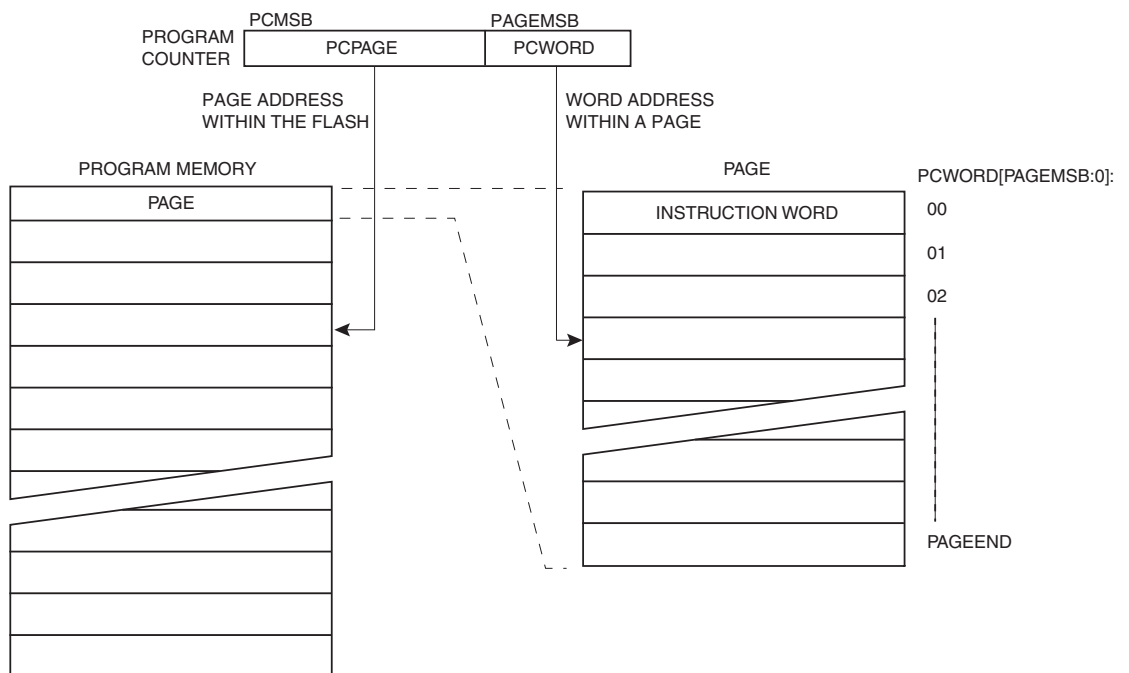 PCMSB
PAGEMSB
PROGRAM
COUNTER
PCPAGE
PCWORD
PAGE ADDRESS
WITHIN THE FLASH
WORD ADDRESS
WITHIN A PAGE
PROGRAM MEMORY
PAGE
PAGE
PCWORD[PAGEMSB:0]:
INSTRUCTION WORD
00
01
02
PAGEEND